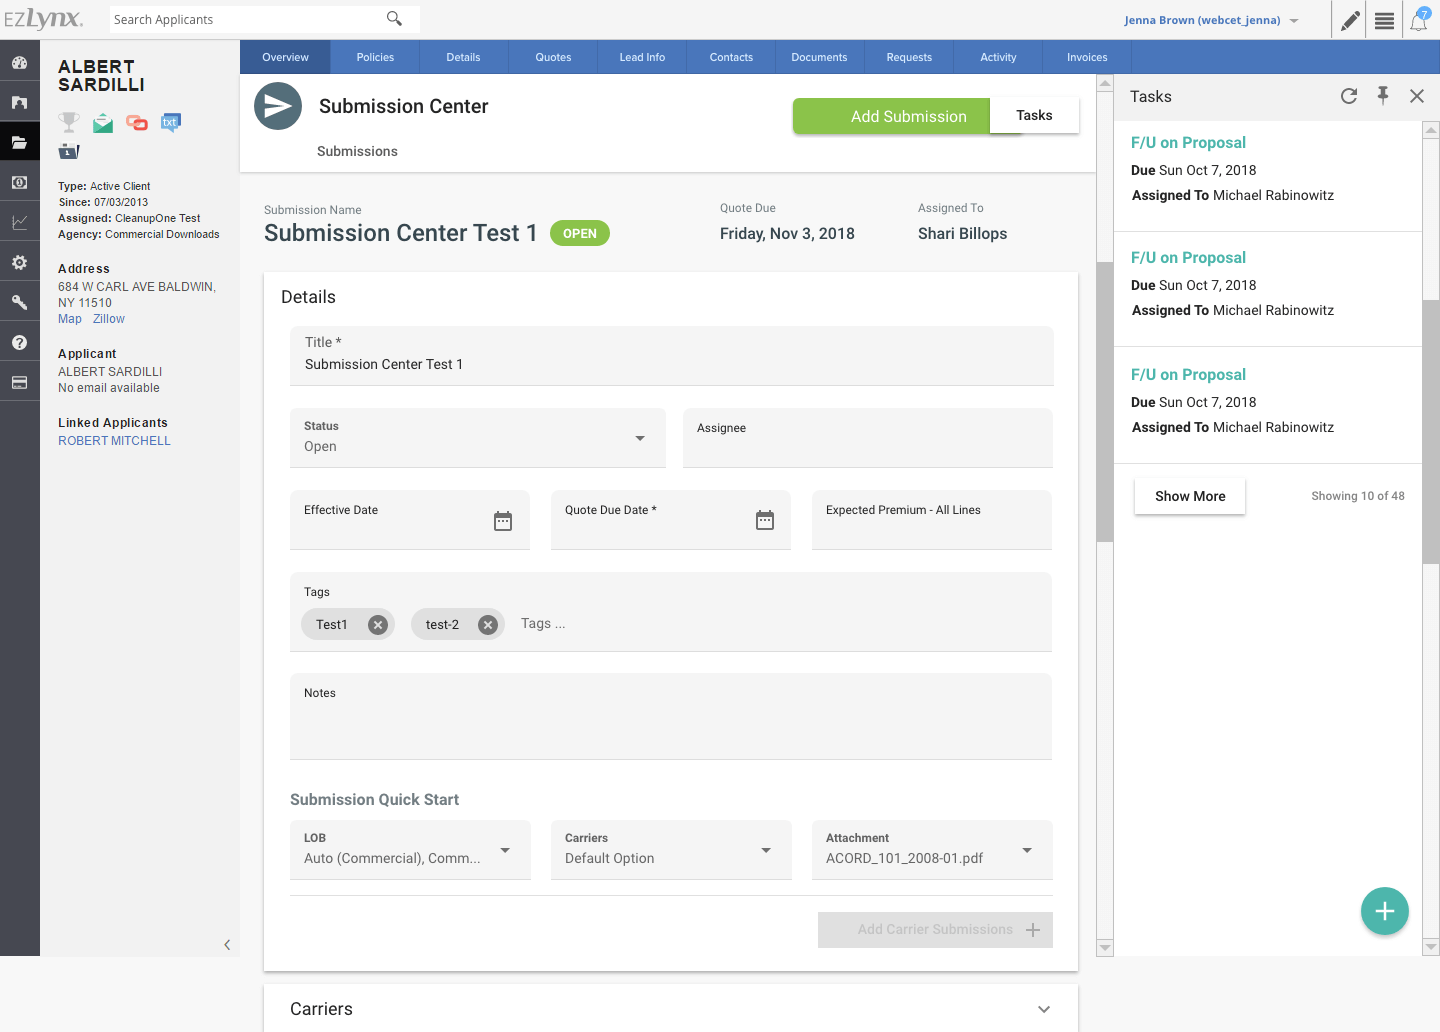 EZLynx.
Search Applicants
Jenna Brown (webcet_jenna)
7
ALBERT
SARDILLI
txt
1
Type: Active Client
Since: 07/03/2013
Assigned: CleanupOne Test
Agency: Commercial Downloads
Address
684 W CARL AVE BALDWIN,
NY 11510
Map Zillow
Applicant
ALBERT SARDILLI
No email available
Linked Applicants
ROBERT MITCHELL
Overview Policies Details Quotes Lead Info Contacts Documents Requests Activity Invoices
Submission Center
Add Submission
Tasks
Submissions
Submission Name
Submission Center Test 1
OPEN
Quote Due
Friday, Nov 3, 2018
Assigned To
Shari Billops
Details
Title *
Submission Center Test 1
Status
Open
Assignee
Effective Date
Quote Due Date *
Expected Premium - All Lines
Tags
Test1
test-2
Tags ...
Notes
Submission Quick Start
LOB
Auto (Commercial), Comm...
Carriers
Default Option
Attachment
ACORD_101_2008-01.pdf
Add Carrier Submissions
Carriers
Tasks
F/U on Proposal
Due Sun Oct 7, 2018
Assigned To Michael Rabinowitz
F/U on Proposal
Due Sun Oct 7, 2018
Assigned To Michael Rabinowitz
F/U on Proposal
Due Sun Oct 7, 2018
Assigned To Michael Rabinowitz
Show More
Showing 10 of 48